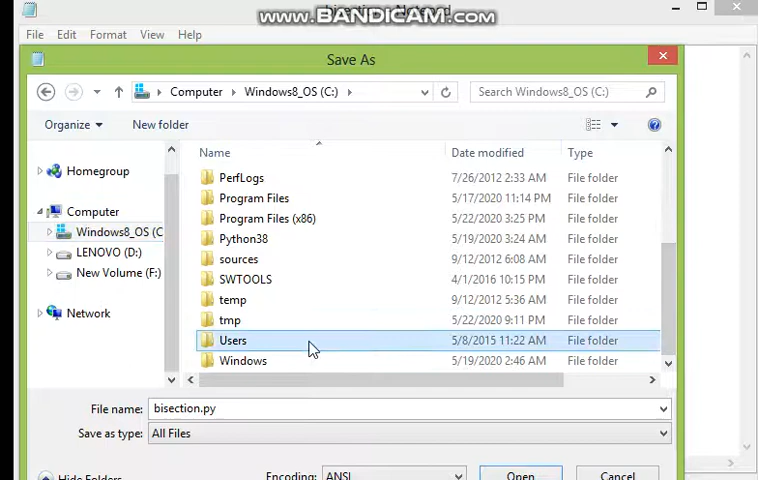 www.BANDICAM.com
File Edit Format View Help
Save As
Computer Windows8_OS (C:)
Search Windows8_OS (C:)
Organize New folder
Name Date modified Type
Homegroup
Computer
Windows8_OS (C
LENOVO (D:)
New Volume (F:)
Network
PerfLogs 7/26/2012 2:33 AM File folder
Program Files 5/17/2020 11:14 PM File folder
Program Files (x86) 5/22/2020 3:25 PM File folder
Python38 5/19/2020 3:24 AM File folder
sources 9/12/2012 6:08 AM File folder
SWTOOLS 4/1/2016 10:15 PM File folder
temp 9/12/2012 5:36 AM File folder
tmp 5/22/2020 9:11 PM File folder
Users 5/8/2015 11:22 AM File folder
Windows 5/19/2020 2:46 AM File folder
File name: bisection.py
Save as type: All Files
Hide Folders Encoding: ANSI Open Cancel